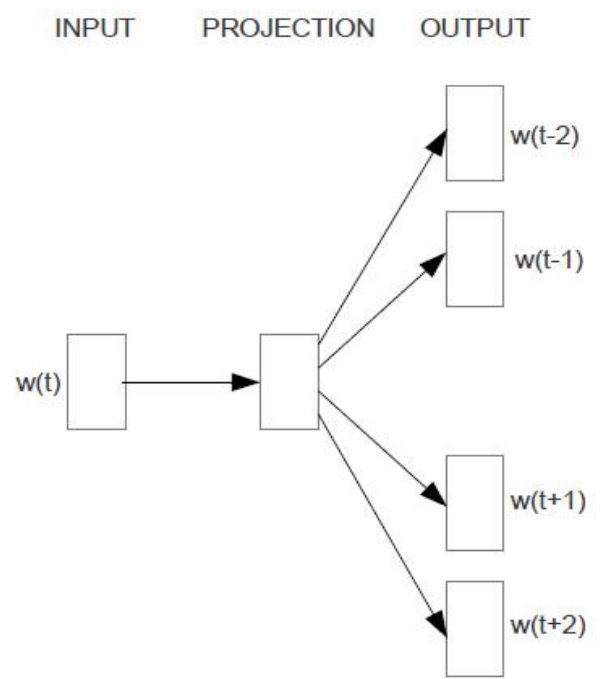 INPUT PROJECTION OUTPUT
w(t-2)
w(t-1)
w(t)
w(t+1)
w(t+2)